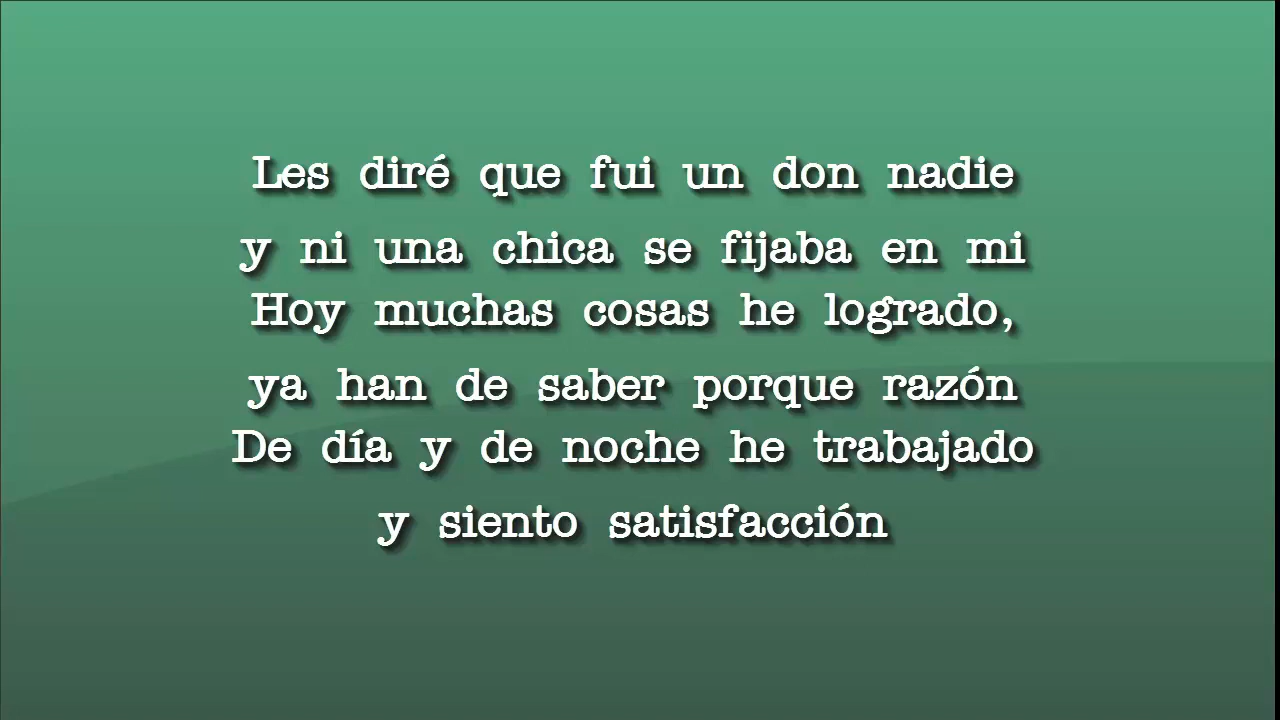 Les diré que fui un don nadie
y ni una chica se fijaba en mi
Hoy muchas cosas he logrado,
ya han de saber porque razón
De día y de noche he trabajado
y siento satisfacción